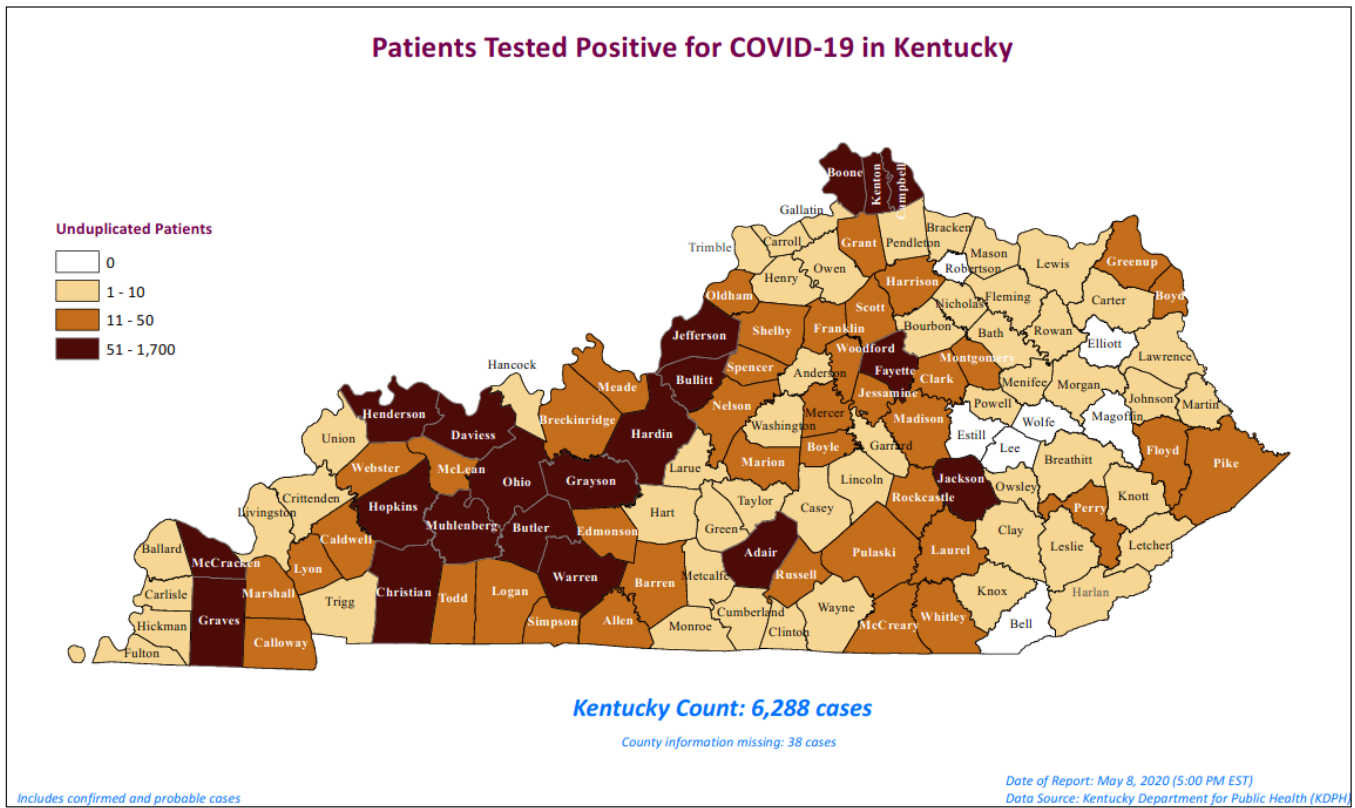 Patients Tested Positive for COVID-19 in Kentucky
Unduplicated Patients
0
1 - 10
11 - 50
51 - 1,700
Boone
Kenton
Campbell
Gallatin
Trimble
Carroll
Grant
Pendleton
Bracken
Mason
Robertson
Lewis
Greenup
Boyd
Owen
Henry
Harrison
Nicholas
Fleming
Carter
Oldham
Scott
Rowan
Elliott
Jefferson
Shelby
Franklin
Bourbon
Bath
Lawrence
Woodford
Fayette
Montgomery
Spencer
Anderson
Clark
Menifee
Morgan
Hancock
Bullitt
Jessamine
Powell
Johnson
Martin
Meade
Nelson
Mercer
Madison
Wolfe
Magoffin
Henderson
Breckinridge
Washington
Estill
Daviess
Hardin
Garrard
Lee
Floyd
Pike
Union
Boyle
Breathitt
Webster
McLean
Larue
Marion
Ohio
Grayson
Lincoln
Jackson
Owsley
Crittenden
Rockcastle
Knott
Livingston
Hopkins
Taylor
Casey
Perry
Hart
Muhlenberg
Butler
Edmonson
Green
Clay
Caldwell
Ballard
Adair
Pulaski
Laurel
Leslie
Letcher
McCracken
Lyon
Warren
Barren
Metcalfe
Russell
Carlisle
Marshall
Trigg
Christian
Todd
Logan
Knox
Harlan
Hickman
Graves
Simpson
Allen
Monroe
Cumberland
Clinton
Wayne
McCreary
Whitley
Bell
Calloway
Fulton
Kentucky Count: 6,288 cases
County information missing: 38 cases
Date of Report: May 8, 2020 (5:00 PM EST)
Includes confirmed and probable cases
Data Source: Kentucky Department for Public Health (KDPH)